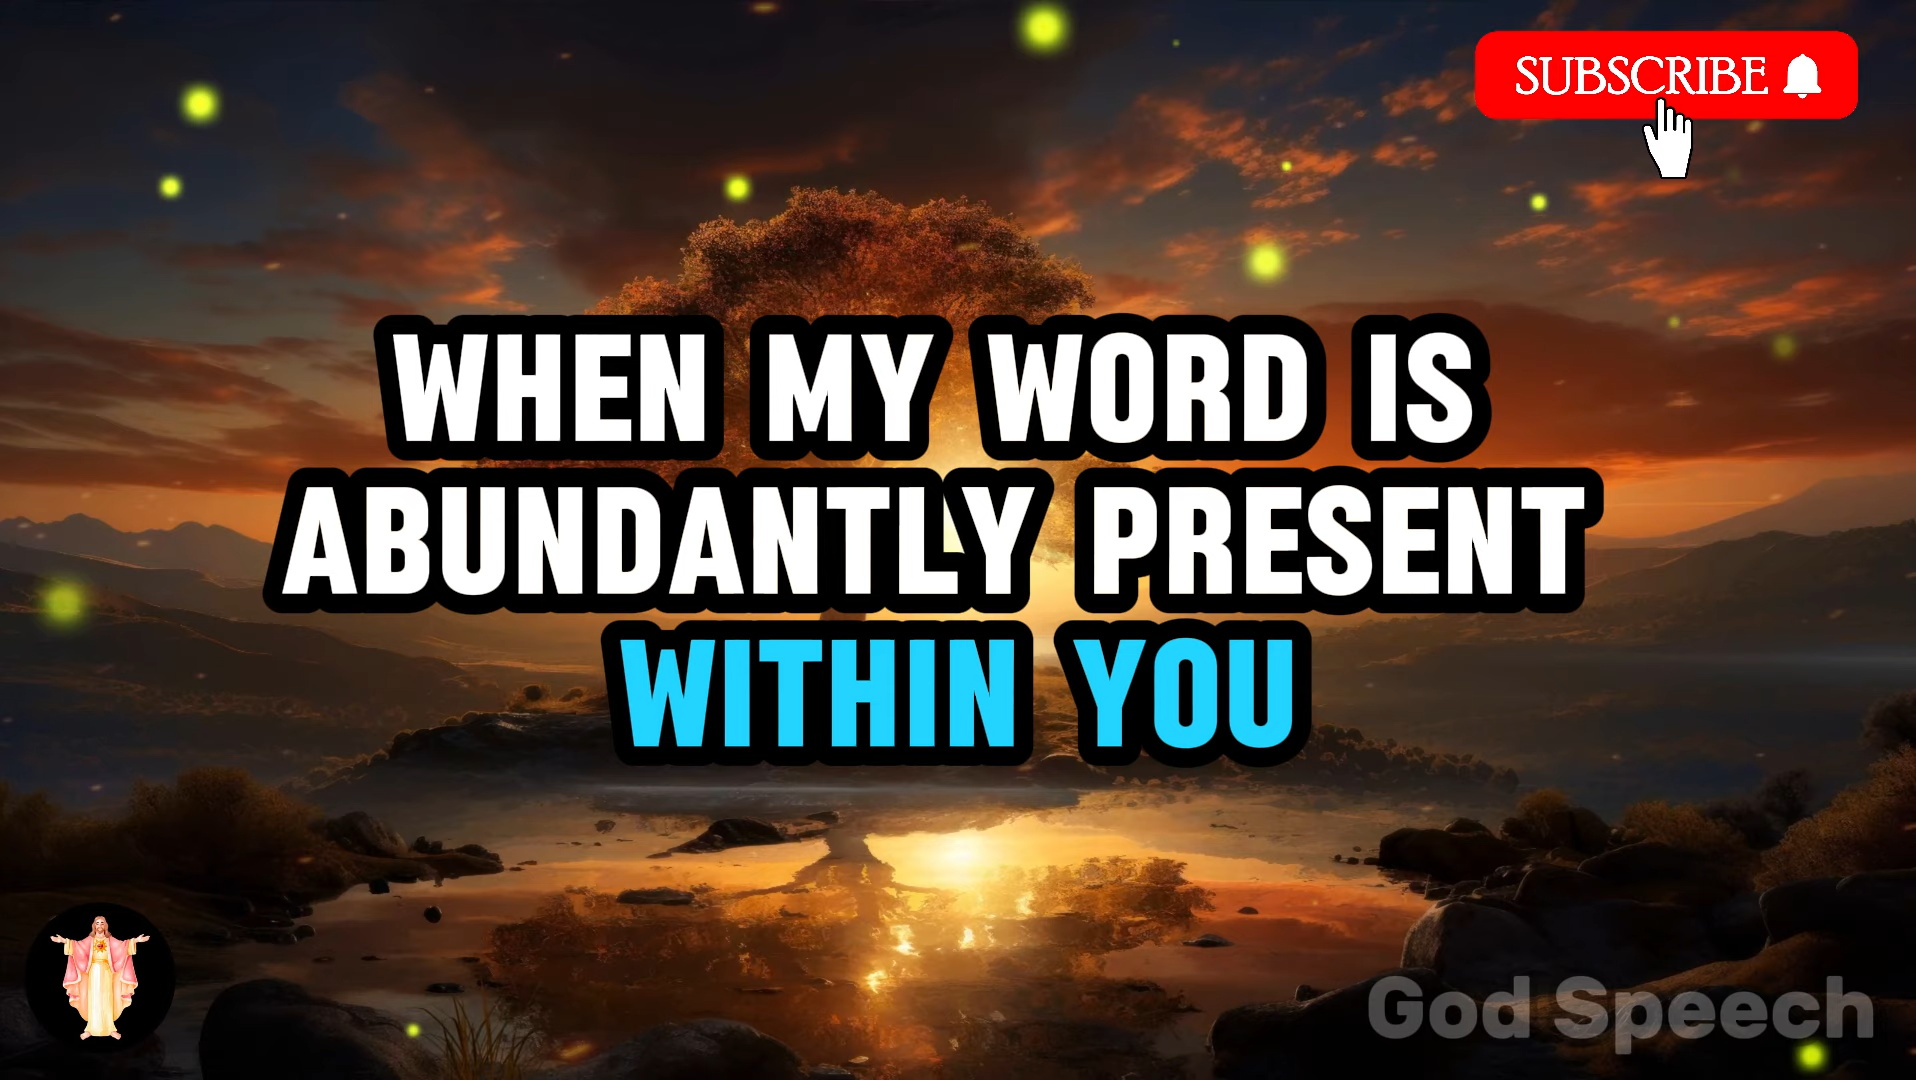 SUBSCRIBE
WHEN MY WORD IS
ABUNDANTLY PRESENT
WITHIN YOU
God Speech